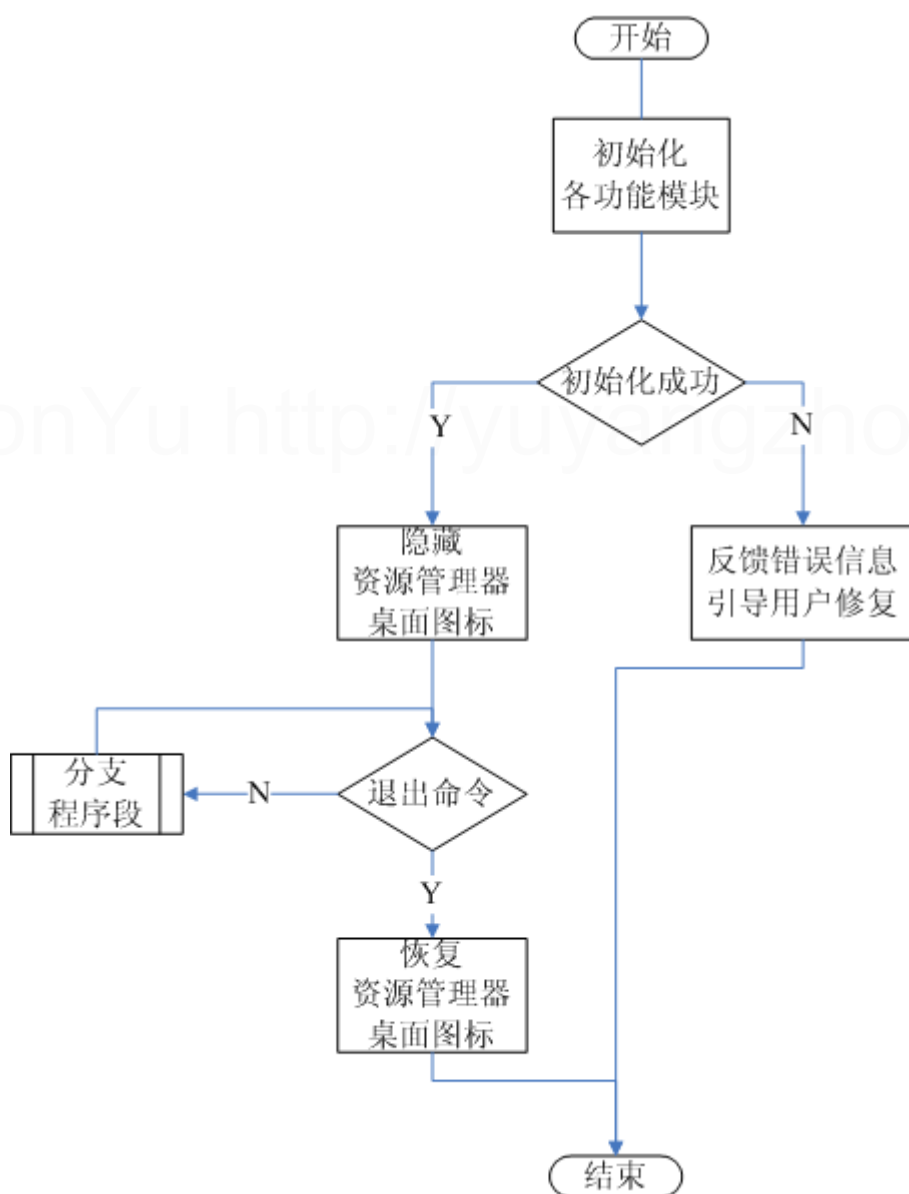 开始
初始化
各功能模块
初始化成功
onYu http://yuyangzho
Y
N
隐藏
资源管理器
桌面图标
反馈错误信息
引导用户修复
分支
程序段
N
退出命令
Y
恢复
资源管理器
桌面图标
结束